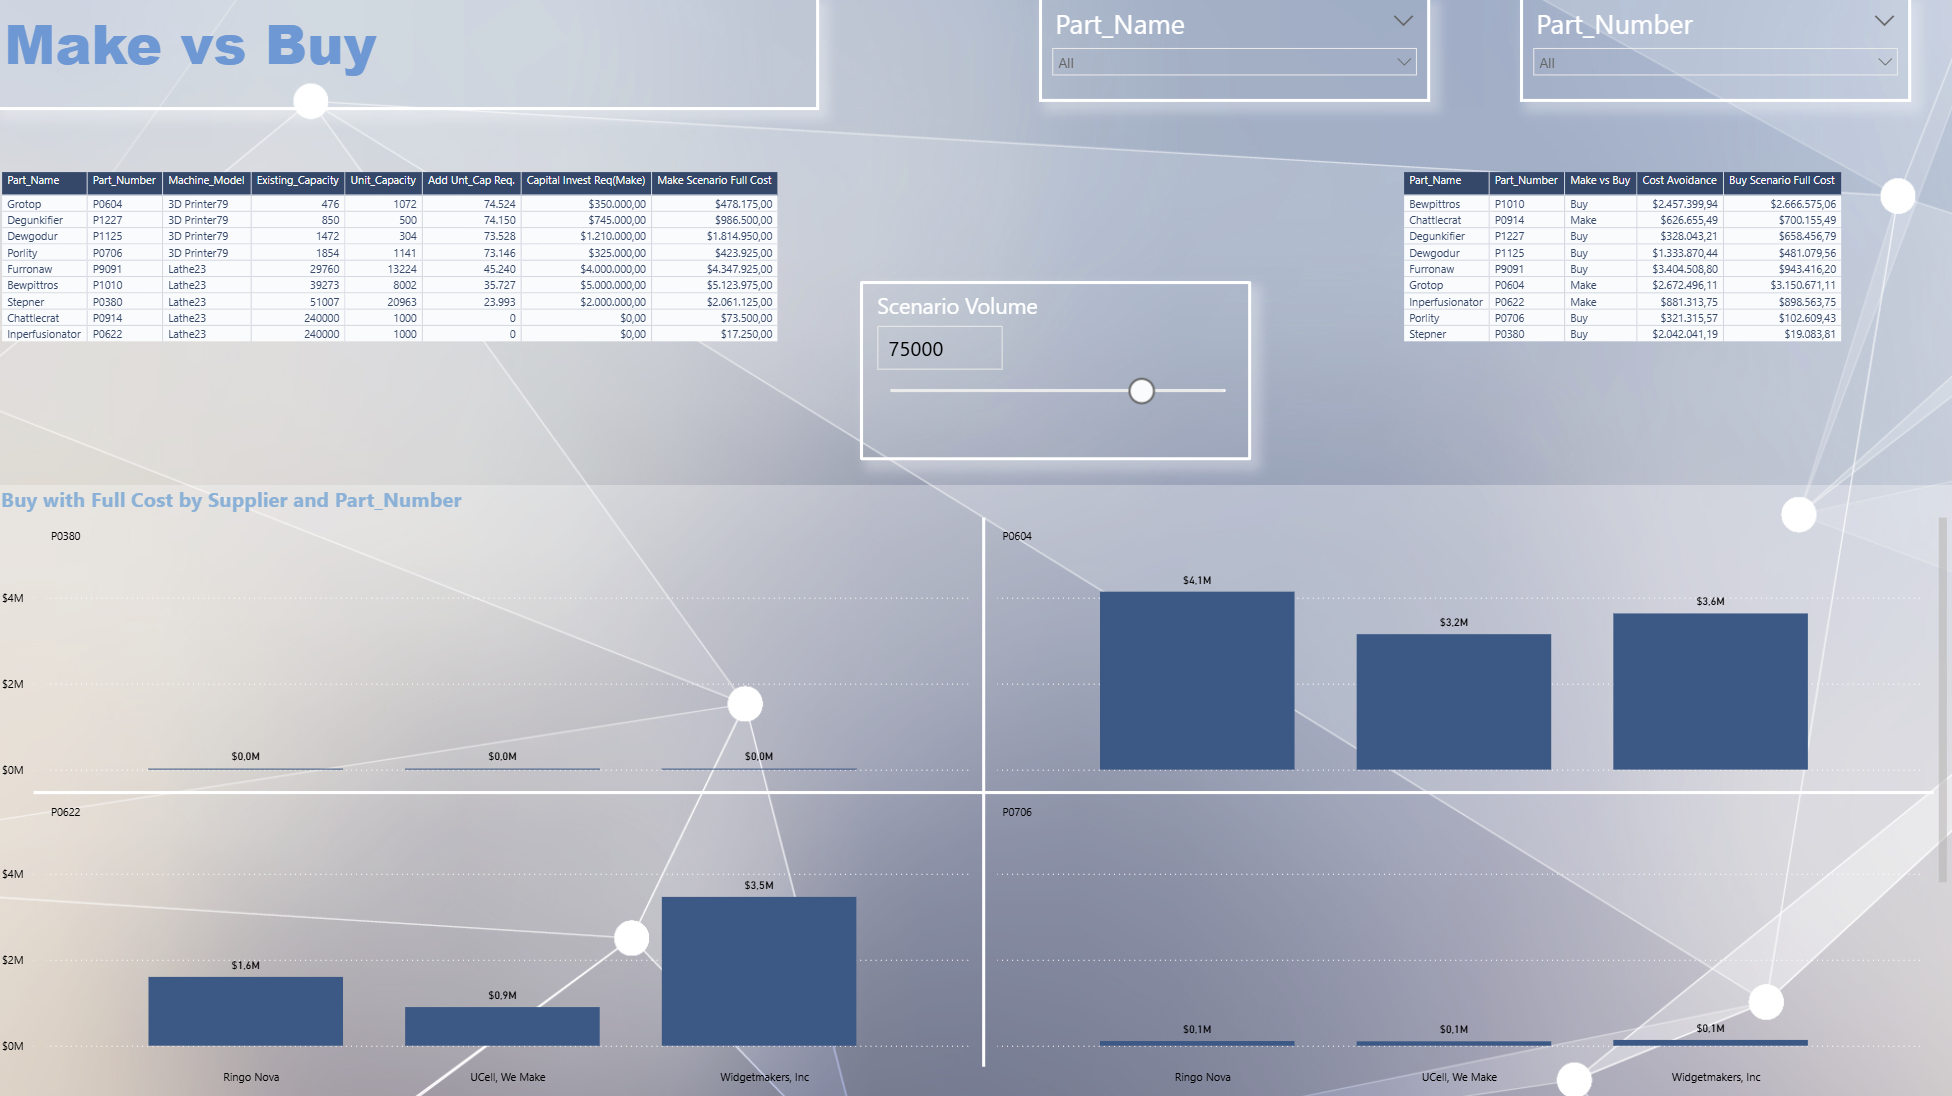 Make vs Buy
Part_Name
All
Part_Number
All
Part_Name Part_Number Machine_Model Existing_Capacity Unit_Capacity Add Unt_Cap Req. Capital Invest Req(Make) Make Scenario Full Cost
Grotop P0604 3D Printer79 476 1072 74.524 $350.000,00 $478.175,00
Degunkifier P1227 3D Printer79 850 500 74.150 $745.000,00 $986.500,00
Dewgodur P1125 3D Printer79 1472 304 73.528 $1.210.000,00 $1.814.950,00
Porlity P0706 3D Printer79 1854 1141 73.146 $325.000,00 $423.925,00
Furronaw P9091 Lathe23 29760 13224 45.240 $4.000.000,00 $4.347.925,00
Bewpittros P1010 Lathe23 39273 8002 35.727 $5.000.000,00 $5.123.975,00
Stepner P0380 Lathe23 51007 20963 23.993 $2.000.000,00 $2.061.125,00
Chattlecrat P0914 Lathe23 240000 1000 0 $0,00 $73.500,00
Inperfusionator P0622 Lathe23 240000 1000 0 $0,00 $17.250,00
Part_Name Part_Number Make vs Buy Cost Avoidance Buy Scenario Full Cost
Bewpittros P1010 Buy $2.457.399,94 $2.666.575,06
Chattlecrat P0914 Make $626.655,49 $700.155,49
Degunkifier P1227 Buy $328.043,21 $658.456,79
Dewgodur P1125 Buy $1.333.870,44 $481.079,56
Furronaw P9091 Buy $3.404.508,80 $943.416,20
Grotop P0604 Make $2.672.496,11 $3.150.671,11
Inperfusionator P0622 Make $881.313,75 $898.563,75
Porlity P0706 Buy $321.315,57 $102.609,43
Stepner P0380 Buy $2.042.041,19 $19.083,81
Scenario Volume
75000
Buy with Full Cost by Supplier and Part_Number
P0380
$4M
$2M
$0M
$0,0M $0,0M $0,0M
P0604
$4,1M $3,2M $3,6M
P0622
$4M
$2M
$0M
$1,6M $0,9M $3,5M
Ringo Nova UCell, We Make Widgetmakers, Inc
P0706
$0,1M $0,1M $0,1M
Ringo Nova UCell, We Make Widgetmakers, Inc